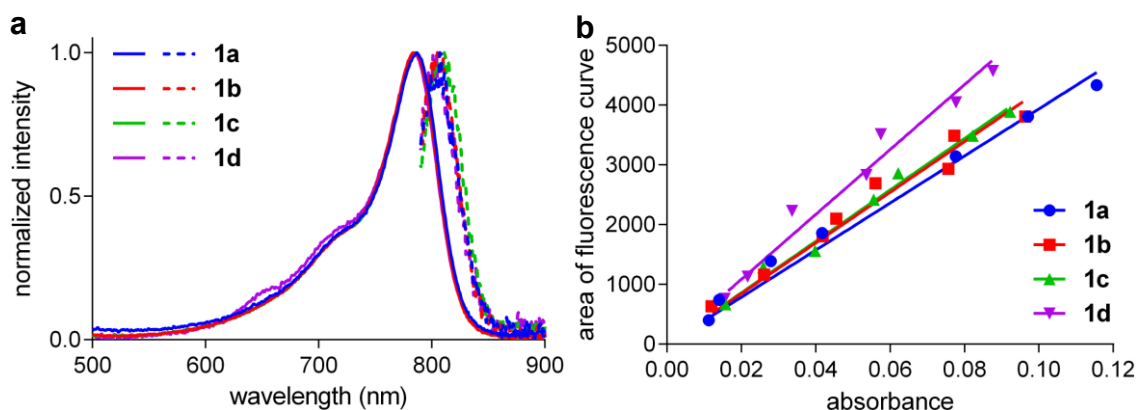 a
1a
1b
1c
1d
1.0
0.5
0.0
500 600 700 800 900
normalized intensity
wavelength (nm)
b
5000
4000
3000
2000
1000
0
0.00 0.02 0.04 0.06 0.08 0.10 0.12
area of fluorescence curve
absorbance
1a
1b
1c
1d